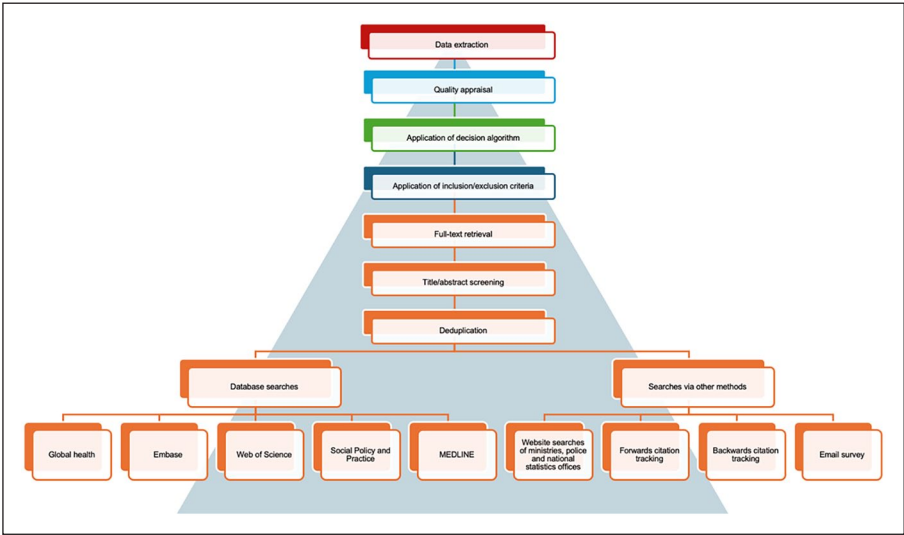 Data extraction
Quality appraisal
Application of decision algorithm
Application of inclusion/exclusion criteria
Full-text retrieval
Title/abstract screening
Deduplication
Database searches
Searches via other methods
Global health
Embase
Web of Science
Social Policy and
Practice
MEDLINE
Website searches
of ministries, police
and national
statistics offices
Forwards citation
tracking
Backwards citation
tracking
Email survey